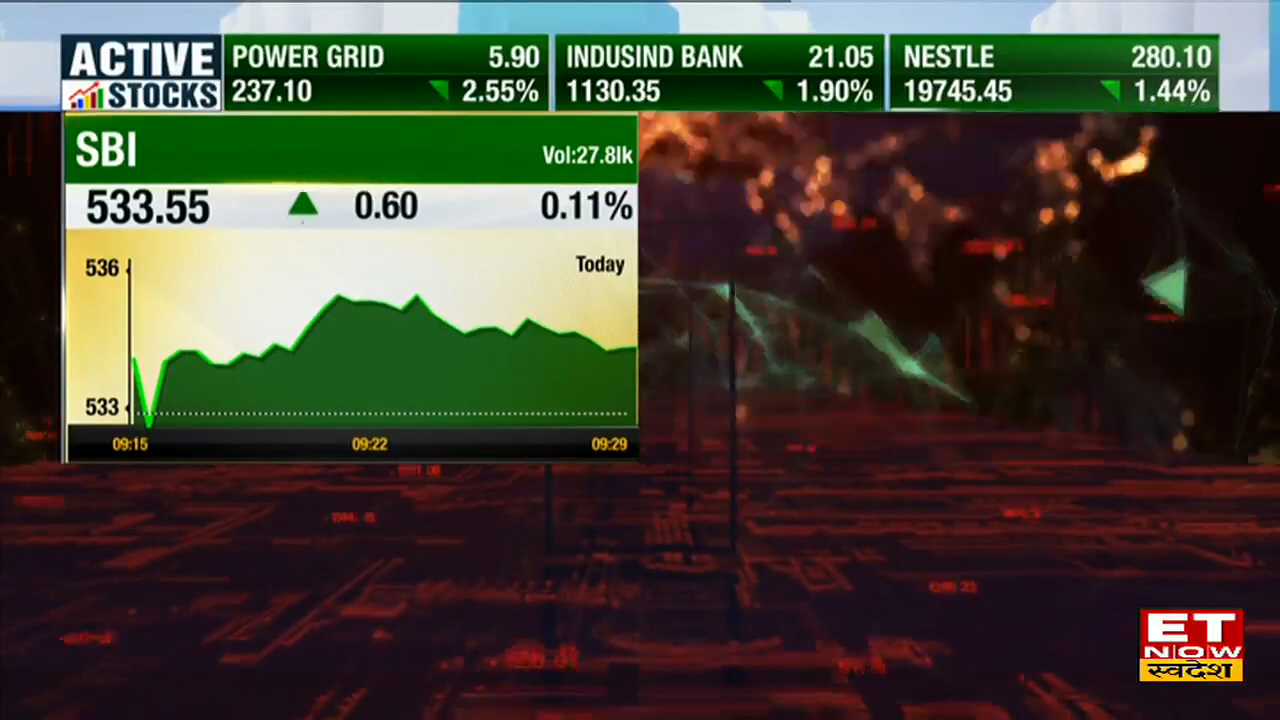 ACTIVE
STOCKS
POWER GRID 5.90
237.10 2.55%
INDUSIND BANK 21.05
1130.35 1.90%
NESTLE 280.10
19745.45 1.44%
SBI Vol:27.8lk
533.55 0.60 0.11%
536 Today
533
09:15 09:22 09:29
ET
NOW
स्वदेश